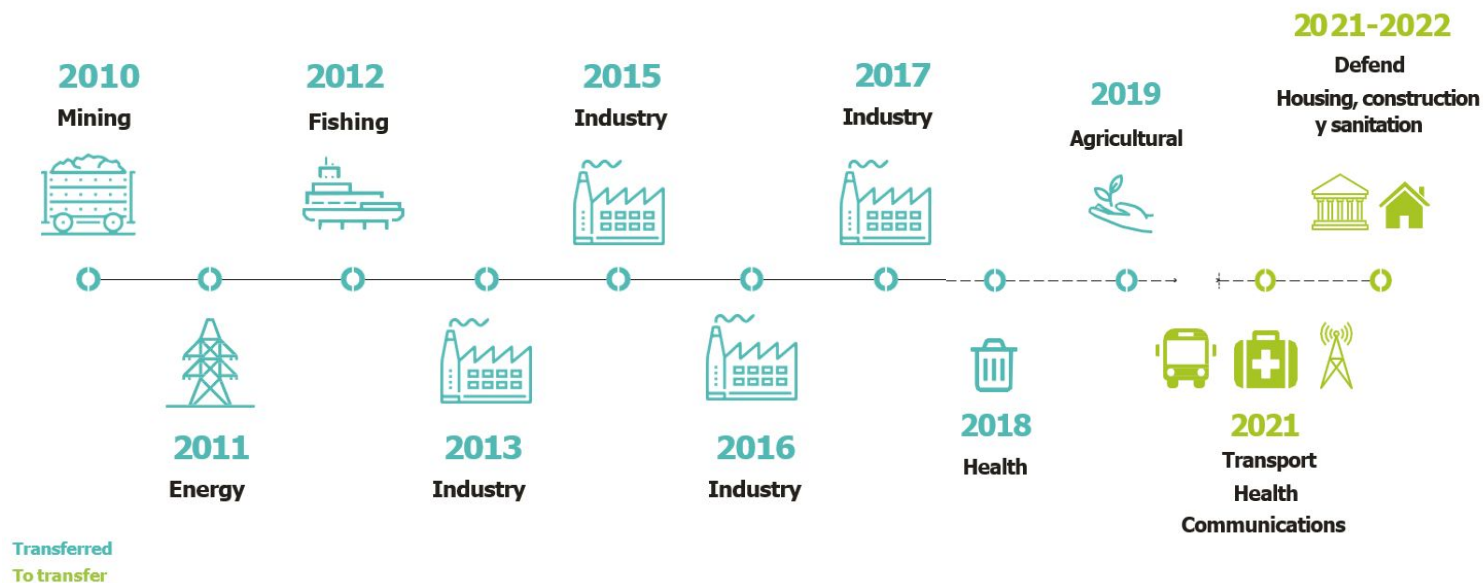 2010
Mining
2011
Energy
2012
Fishing
2013
Industry
2015
Industry
2016
Industry
2017
Industry
2018
Health
2019
Agricultural
2021
Transport
Health
Communications
2021-2022
Defend
Housing, construction
y sanitation
Transferred
To transfer